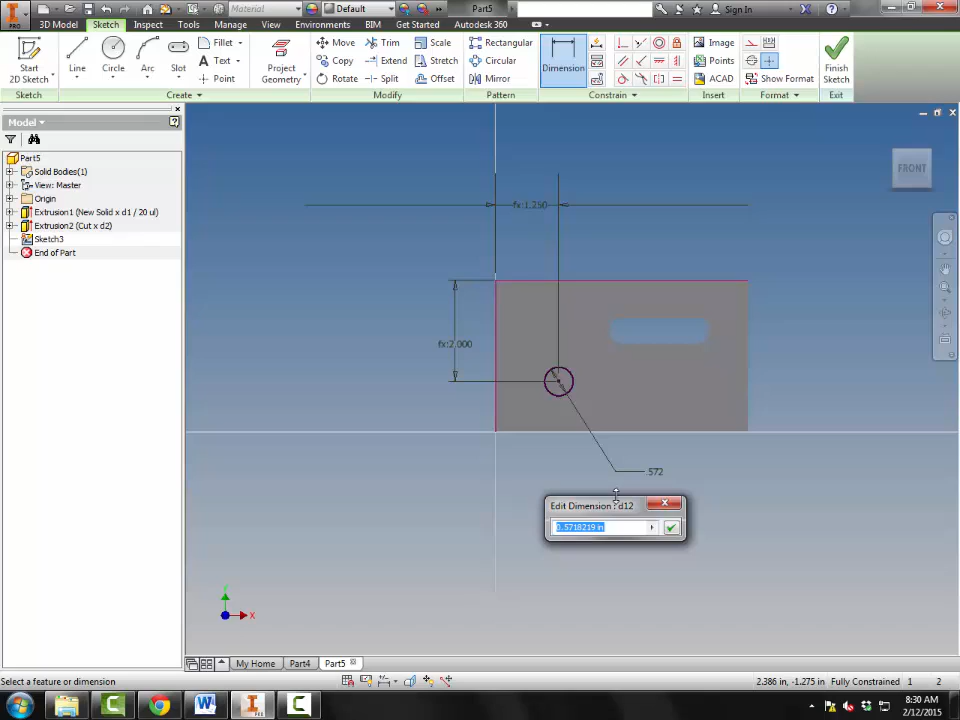 Material
Default
Part5
Sign In
PRO
3D Model Sketch Inspect Tools Manage View Environments BIM Get Started Autodesk 360
Start
2D Sketch
Line
Circle
Arc
Slot
Fillet
Text
Point
Project
Geometry
Move
Copy
Rotate
Trim
Extend
Split
Scale
Stretch
Offset
Rectangular
Circular
Mirror
Dimension
Image
Points
ACAD
Show Format
Finish
Sketch
Sketch Create Modify Pattern Constrain Insert Format Exit
Model
Part5
Solid Bodies(1)
View: Master
Origin
Extrusion1 (New Solid x d1 / 20 ul)
Extrusion2 (Cut x d2)
Sketch3
End of Part
FRONT
fx:1.250
fx:2.000
572
Edit Dimension : d12
0.5718219 in
Y
X
My Home Part4 Part5
Select a feature or dimension
2.386 in, -1.275 in Fully Constrained 1 2
8:30 AM
2/12/2015